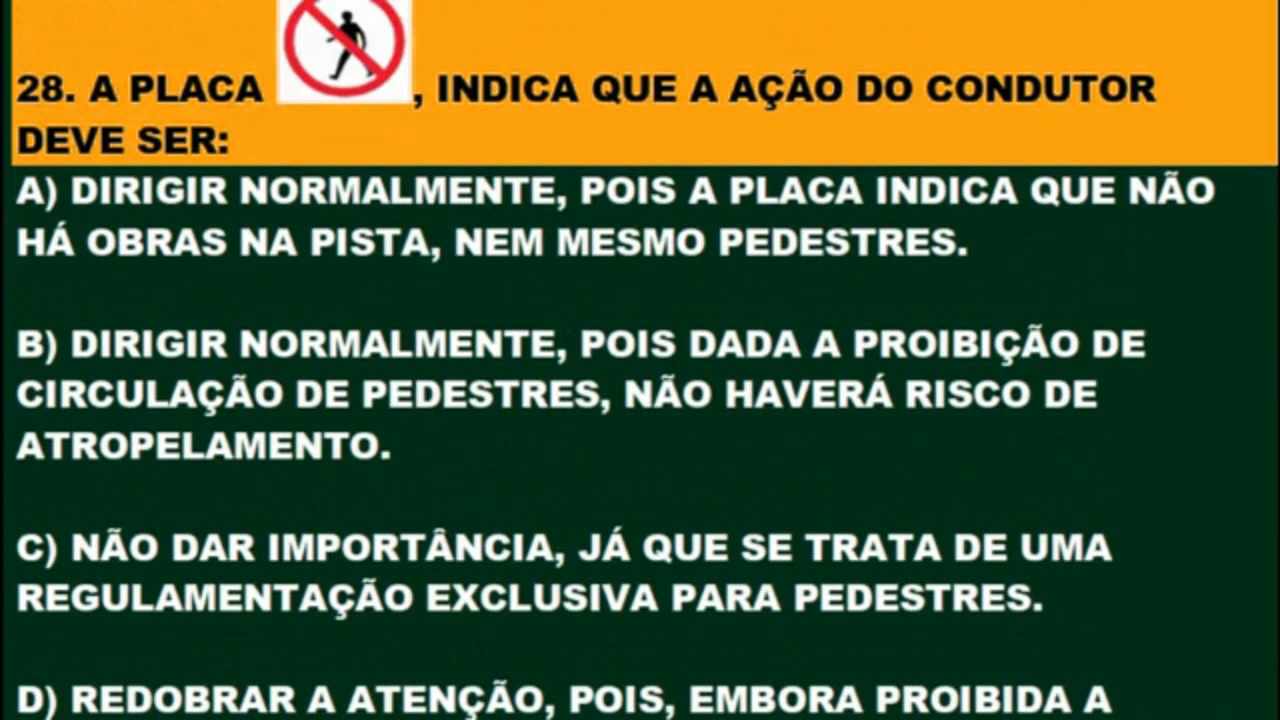 28. A PLACA , INDICA QUE A AÇÃO DO CONDUTOR
DEVE SER:
A) DIRIGIR NORMALMENTE, POIS A PLACA INDICA QUE NÃO
HÁ OBRAS NA PISTA, NEM MESMO PEDESTRES.
B) DIRIGIR NORMALMENTE, POIS DADA A PROIBIÇÃO DE
CIRCULAÇÃO DE PEDESTRES, NÃO HAVERÁ RISCO DE
ATROPELAMENTO.
C) NÃO DAR IMPORTÂNCIA, JÁ QUE SE TRATA DE UMA
REGULAMENTAÇÃO EXCLUSIVA PARA PEDESTRES.
D) REDOBRAR A ATENÇÃO, POIS, EMBORA PROIBIDA A